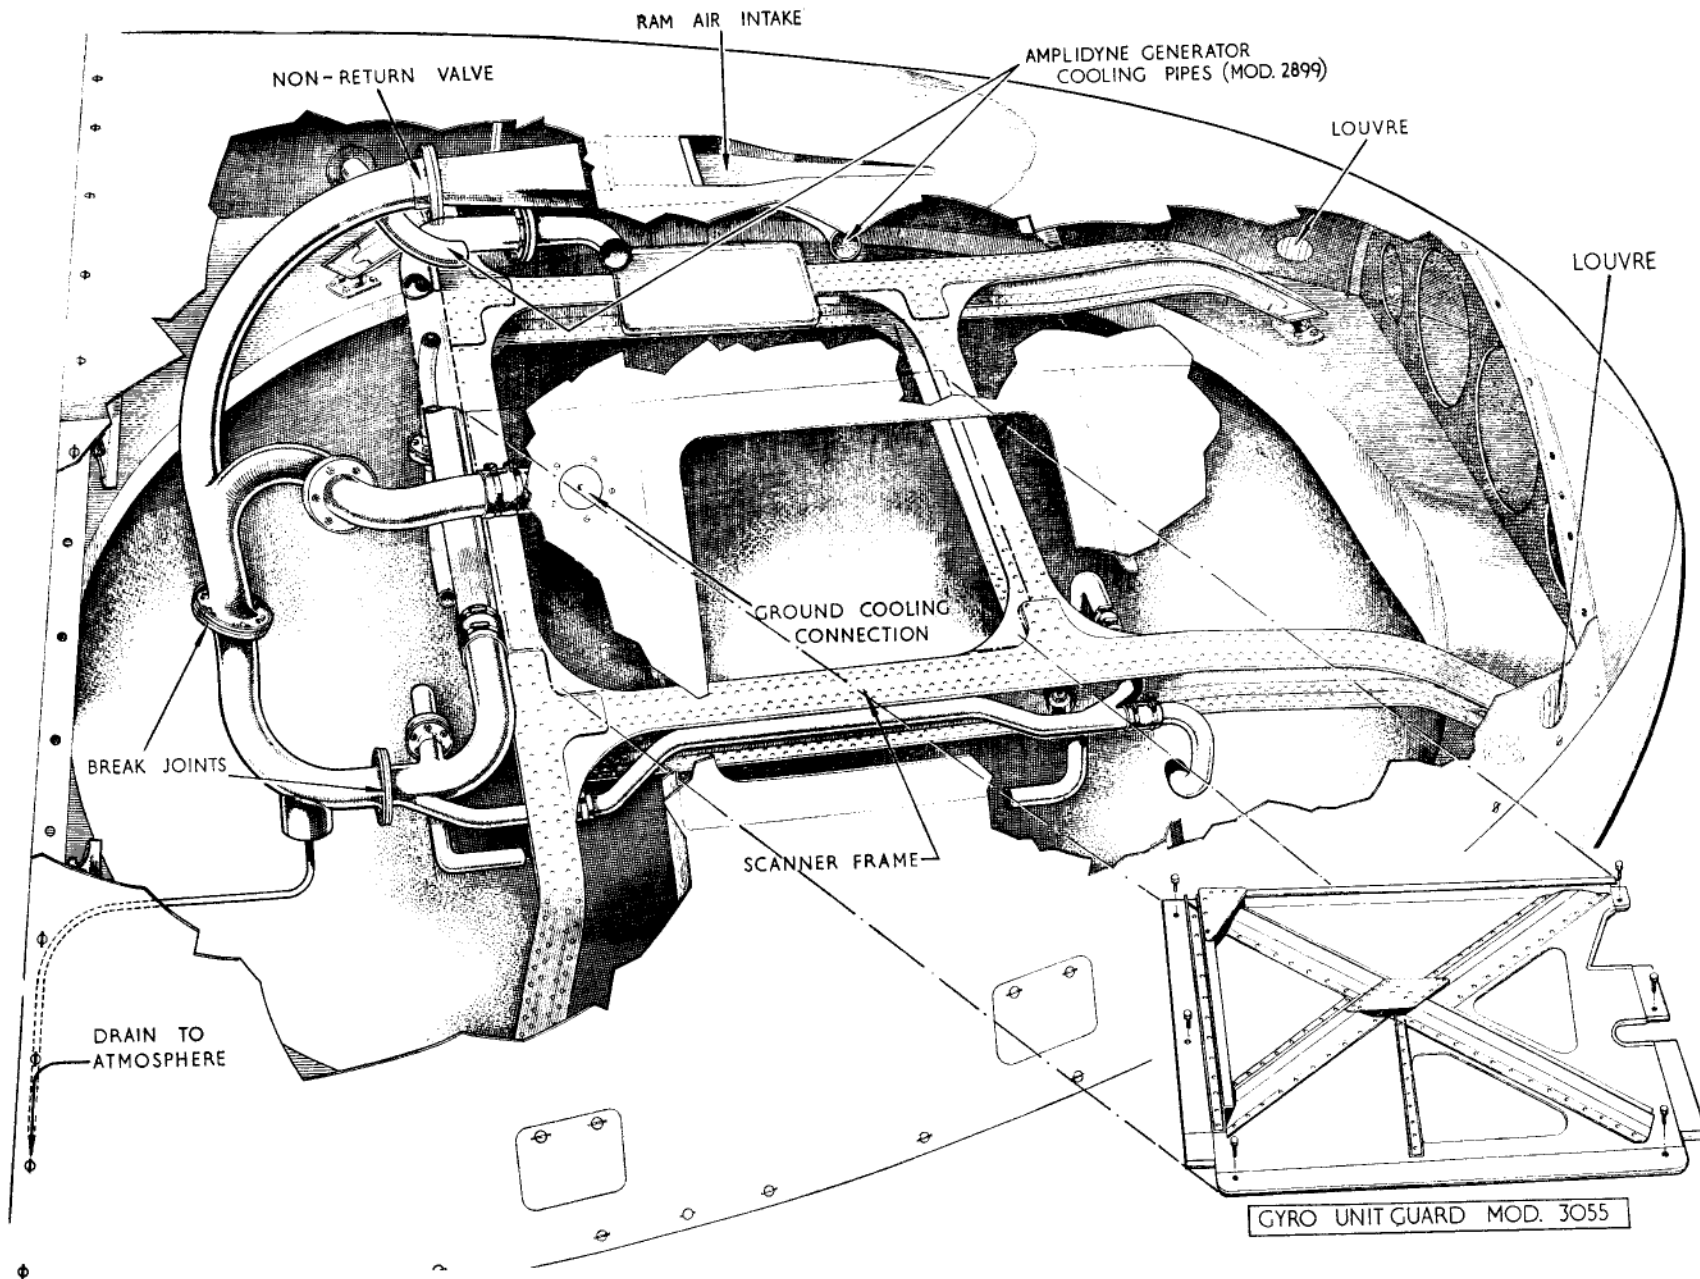 RAM AIR INTAKE
NON-RETURN VALVE
AMPLIDYNE GENERATOR
COOLING PIPES (MOD. 2899)
LOUVRE
LOUVRE
GROUND COOLING
CONNECTION
BREAK JOINTS
SCANNER FRAME
DRAIN TO
ATMOSPHERE
GYRO UNIT GUARD MOD. 3055